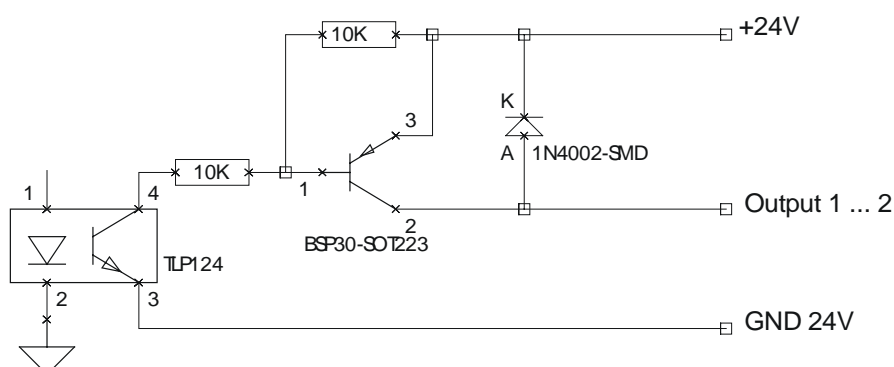 10K
+24V
K
3
A
1N4002-SMD
10K
1
4
1
2
Output 1 ... 2
BSP30-SOT223
TLP124
2
3
GND 24V